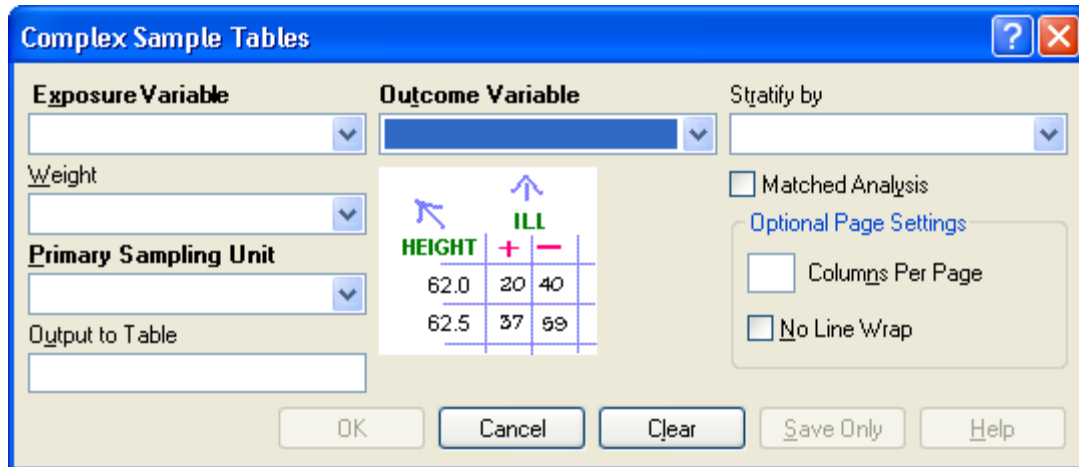 Complex Sample Tables
?
Exposure Variable
Outcome Variable
Stratify by
Weight
Primary Sampling Unit
Output to Table
ILL
HEIGHT + −
62.0 20 40
62.5 37 59
Matched Analysis
Optional Page Settings
Columns Per Page
No Line Wrap
OK
Cancel
Clear
Save Only
Help